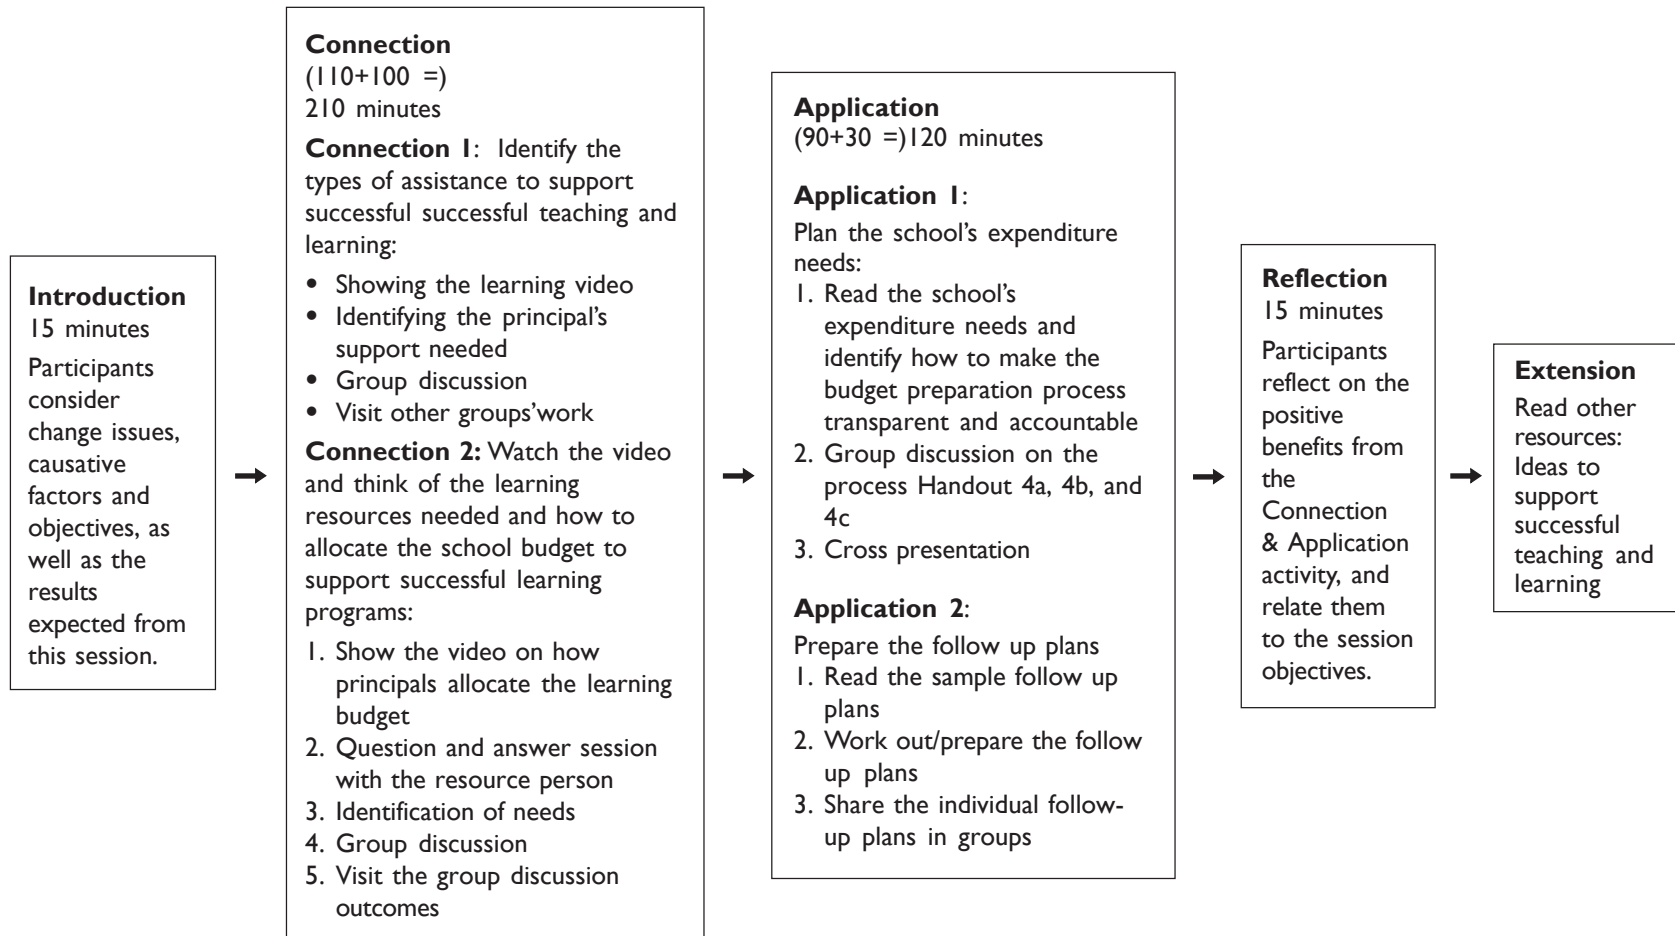 Introduction
15 minutes
Participants
consider
change issues,
causative
factors and
objectives, as
well as the
results
expected from
this session.
Connection
(110+100 =)
210 minutes
Connection 1: Identify the
types of assistance to support
successful successful teaching and
learning:
• Showing the learning video
• Identifying the principal's
support needed
• Group discussion
• Visit other groups'work
Connection 2: Watch the video
and think of the learning
resources needed and how to
allocate the school budget to
support successful learning
programs:
1. Show the video on how
principals allocate the learning
budget
2. Question and answer session
with the resource person
3. Identification of needs
4. Group discussion
5. Visit the group discussion
outcomes
Application
(90+30 =)120 minutes
Application 1:
Plan the school's expenditure
needs:
1. Read the school's
expenditure needs and
identify how to make the
budget preparation process
transparent and accountable
2. Group discussion on the
process Handout 4a, 4b, and
4c
3. Cross presentation
Application 2:
Prepare the follow up plans
1. Read the sample follow up
plans
2. Work out/prepare the follow
up plans
3. Share the individual follow-
up plans in groups
Reflection
15 minutes
Participants
reflect on the
positive
benefits from
the
Connection
& Application
activity, and
relate them
to the session
objectives.
Extension
Read other
resources:
Ideas to
support
successful
teaching and
learning